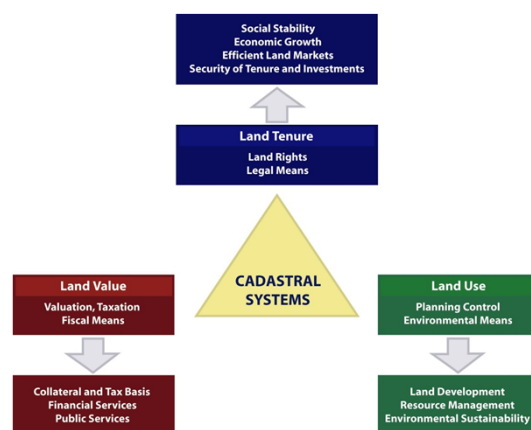 Social Stability
Economic Growth
Efficient Land Markets
Security of Tenure and Investments
Land Tenure
Land Rights
Legal Means
CADASTRAL
SYSTEMS
Land Value
Valuation, Taxation
Fiscal Means
Collateral and Tax Basis
Financial Services
Public Services
Land Use
Planning Control
Environmental Means
Land Development
Resource Management
Environmental Sustainability